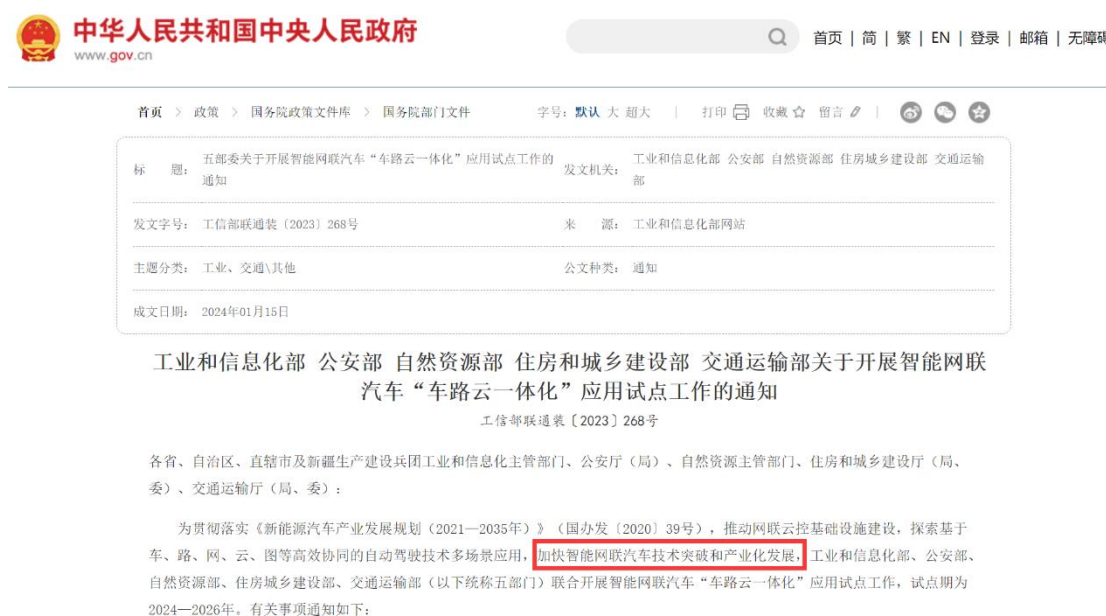 中华人民共和国中央人民政府
www.gov.cn
首页 | 简 | 繁 | EN | 登录 | 邮箱 | 无障碍
首页 > 政策 > 国务院政策文件库 > 国务院部门文件 字号：默认 大 超大 | 打印 收藏 留言 |
标 题： 五部委关于开展智能网联汽车“车路云一体化”应用试点工作的通知
发文机关： 工业和信息化部 公安部 自然资源部 住房城乡建设部 交通运输部
发文字号： 工信部联通装〔2023〕268号 来 源： 工业和信息化部网站
主题分类： 工业、交通\其他 公文种类： 通知
成文日期： 2024年01月15日
工业和信息化部 公安部 自然资源部 住房和城乡建设部 交通运输部关于开展智能网联
汽车“车路云一体化”应用试点工作的通知
工信部联通装〔2023〕268号
各省、自治区、直辖市及新疆生产建设兵团工业和信息化主管部门、公安厅（局）、自然资源主管部门、住房和城乡建设厅（局、
委）、交通运输厅（局、委）：
为贯彻落实《新能源汽车产业发展规划（2021—2035年）》（国办发〔2020〕39号），推动网联云控基础设施建设，探索基于
车、路、网、云、图等高效协同的自动驾驶技术多场景应用，加快智能网联汽车技术突破和产业化发展，工业和信息化部、公安部、
自然资源部、住房城乡建设部、交通运输部（以下统称五部门）联合开展智能网联汽车“车路云一体化”应用试点工作，试点期为
2024—2026年。有关事项通知如下：